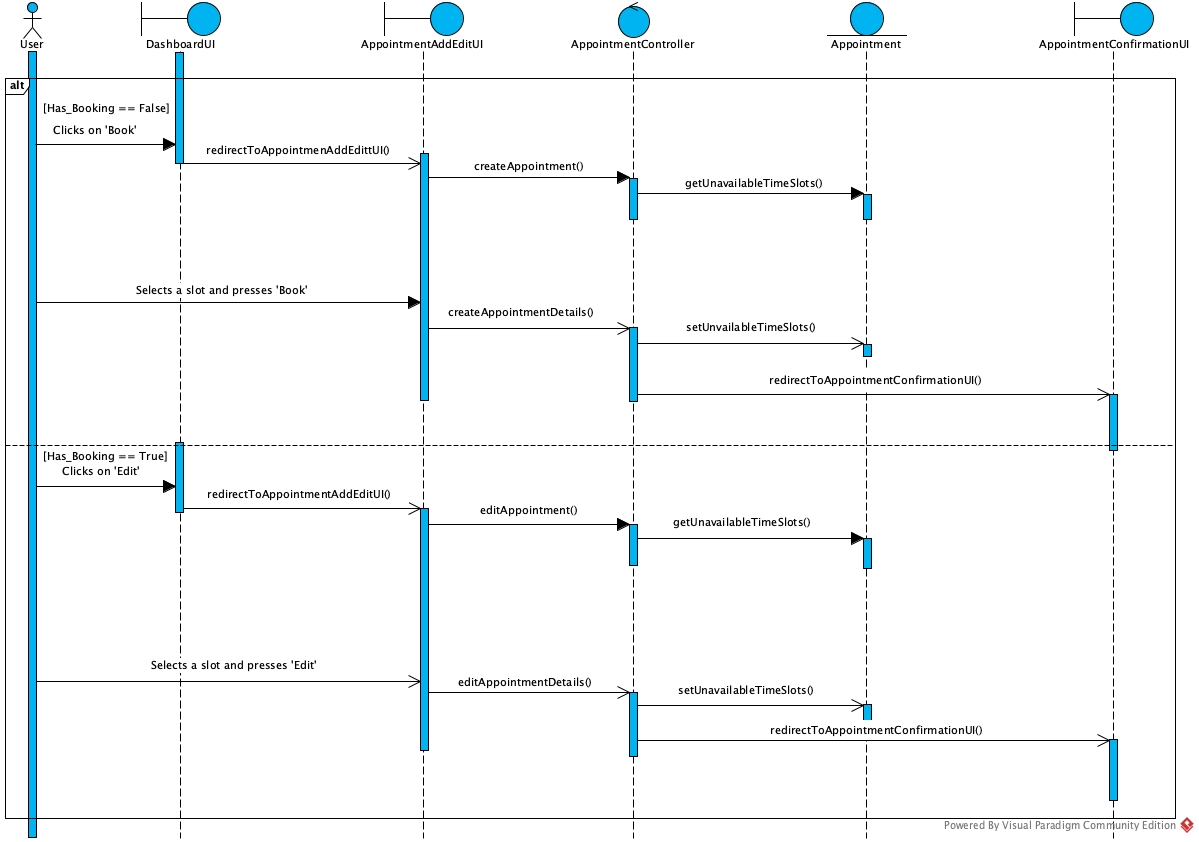 User
DashboardUI
AppointmentAddEditUI
AppointmentController
Appointment
AppointmentConfirmationUI
alt
[Has_Booking == False]
Clicks on 'Book'
redirectToAppointmenAddEdittUI()
createAppointment()
getUnavailableTimeSlots()
Selects a slot and presses 'Book'
createAppointmentDetails()
setUnvailableTimeSlots()
redirectToAppointmentConfirmationUI()
[Has_Booking == True]
Clicks on 'Edit'
redirectToAppointmentAddEditUI()
editAppointment()
getUnavailableTimeSlots()
Selects a slot and presses 'Edit'
editAppointmentDetails()
setUnavailableTimeSlots()
redirectToAppointmentConfirmationUI()
Powered By Visual Paradigm Community Edition